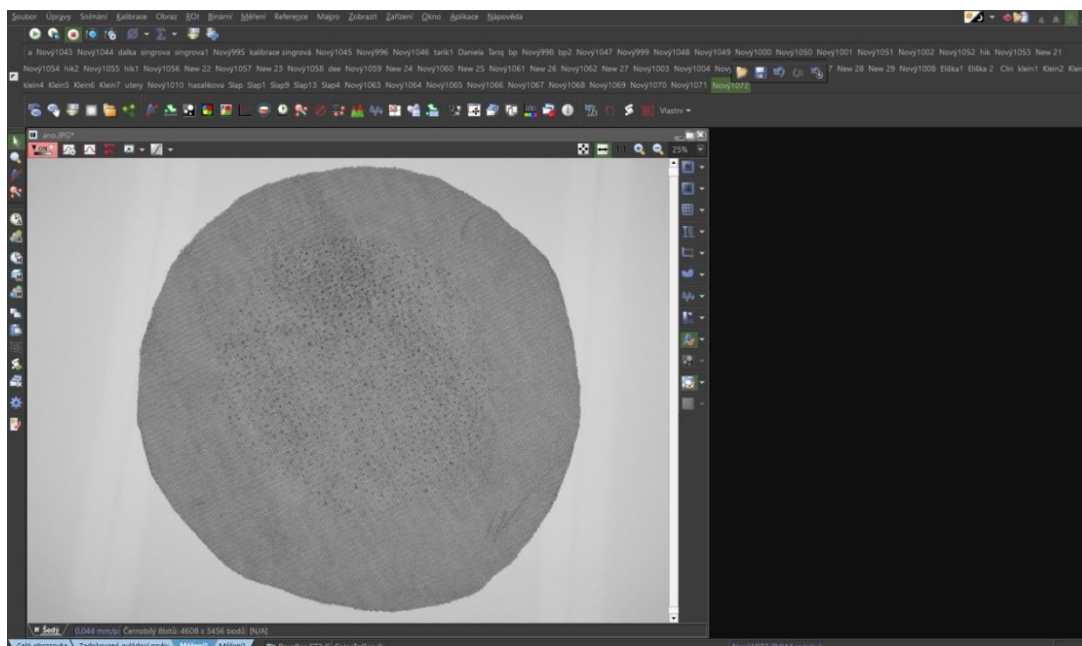 Soubor Úpravy Snímání Kalibrace Obraz ROI Binární Měření Reference Makro Zobrazit Zařízení Okno Aplikace Nápověda
a Nový1043 Nový1044 dalka singrova singrova1 Nový995 kalibrace singrová Nový1045 Nový996 Nový1046 tarik1 Daniela Tariq bp Nový998 bp2 Nový1047 Nový999 Nový1048 Nový1049 Nový1000 Nový1050 Nový1001 Nový1051 Nový1002 Nový1052 hik Nový1053 New 21
Nový1054 hik2 Nový1055 hik1 Nový1056 New 22 Nový1057 New 23 Nový1058 dee Nový1059 New 24 Nový1060 New 25 Nový1061 New 26 Nový1062 New 27 Nový1003 Nový1004 7 New 28 New 29 Nový1008 Eliška1 Eliška 2 Clin klein1 Klein2
klein4 Klein5 Klein6 Klein7 utery Nový1010 hasalikova Slap Slap1 Slap9 Slap13 Slap4 Nový1063 Nový1064 Nový1065 Nový1066 Nový1067 Nový1068 Nový1069 Nový1070 Nový1071 Nový1072
Vlastní
ano.JPG*
ON
1:1
25%
Šedý 0,044 mm/p Černobílý 8bitů: 4608 x 3456 bodů [N/A]